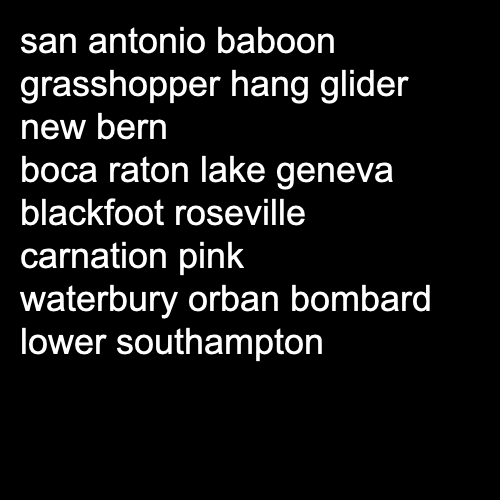 san antonio baboon
grasshopper hang glider
new bern
boca raton lake geneva
blackfoot roseville
carnation pink
waterbury orban bombard
lower southampton